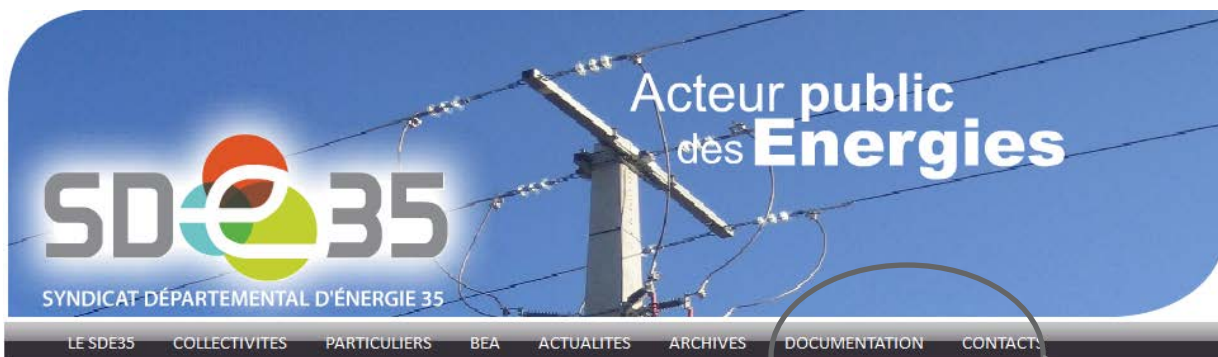 Acteur public
des Energies
SDe35
SYNDICAT DÉPARTEMENTAL D'ÉNERGIE 35
LE SDE35 COLLECTIVITES PARTICULIERS BEA ACTUALITES ARCHIVES DOCUMENTATION CONTACTS